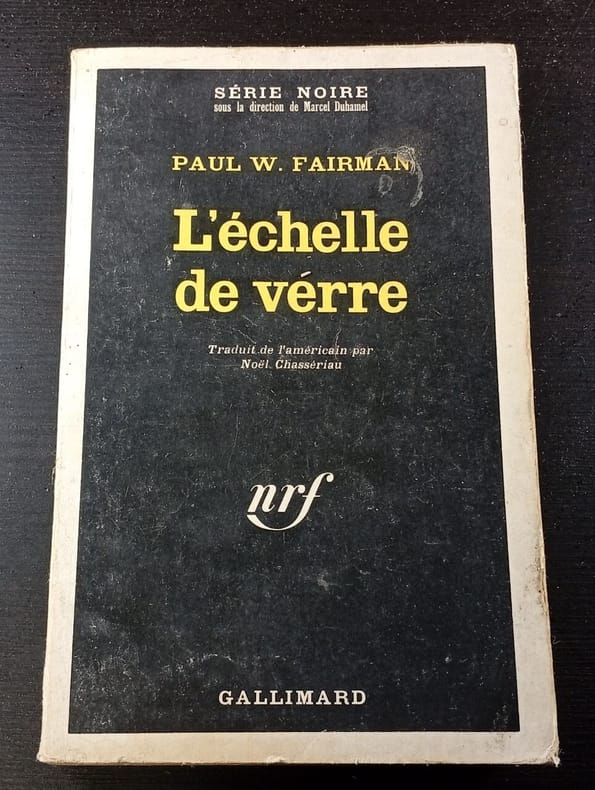 SÉRIE NOIRE
sous la direction de Marcel Duhamel
PAUL W. FAIRMAN
L'échelle
de vérre
Traduit de l'américain par
Noël Chassériau
nrf
GALLIMARD